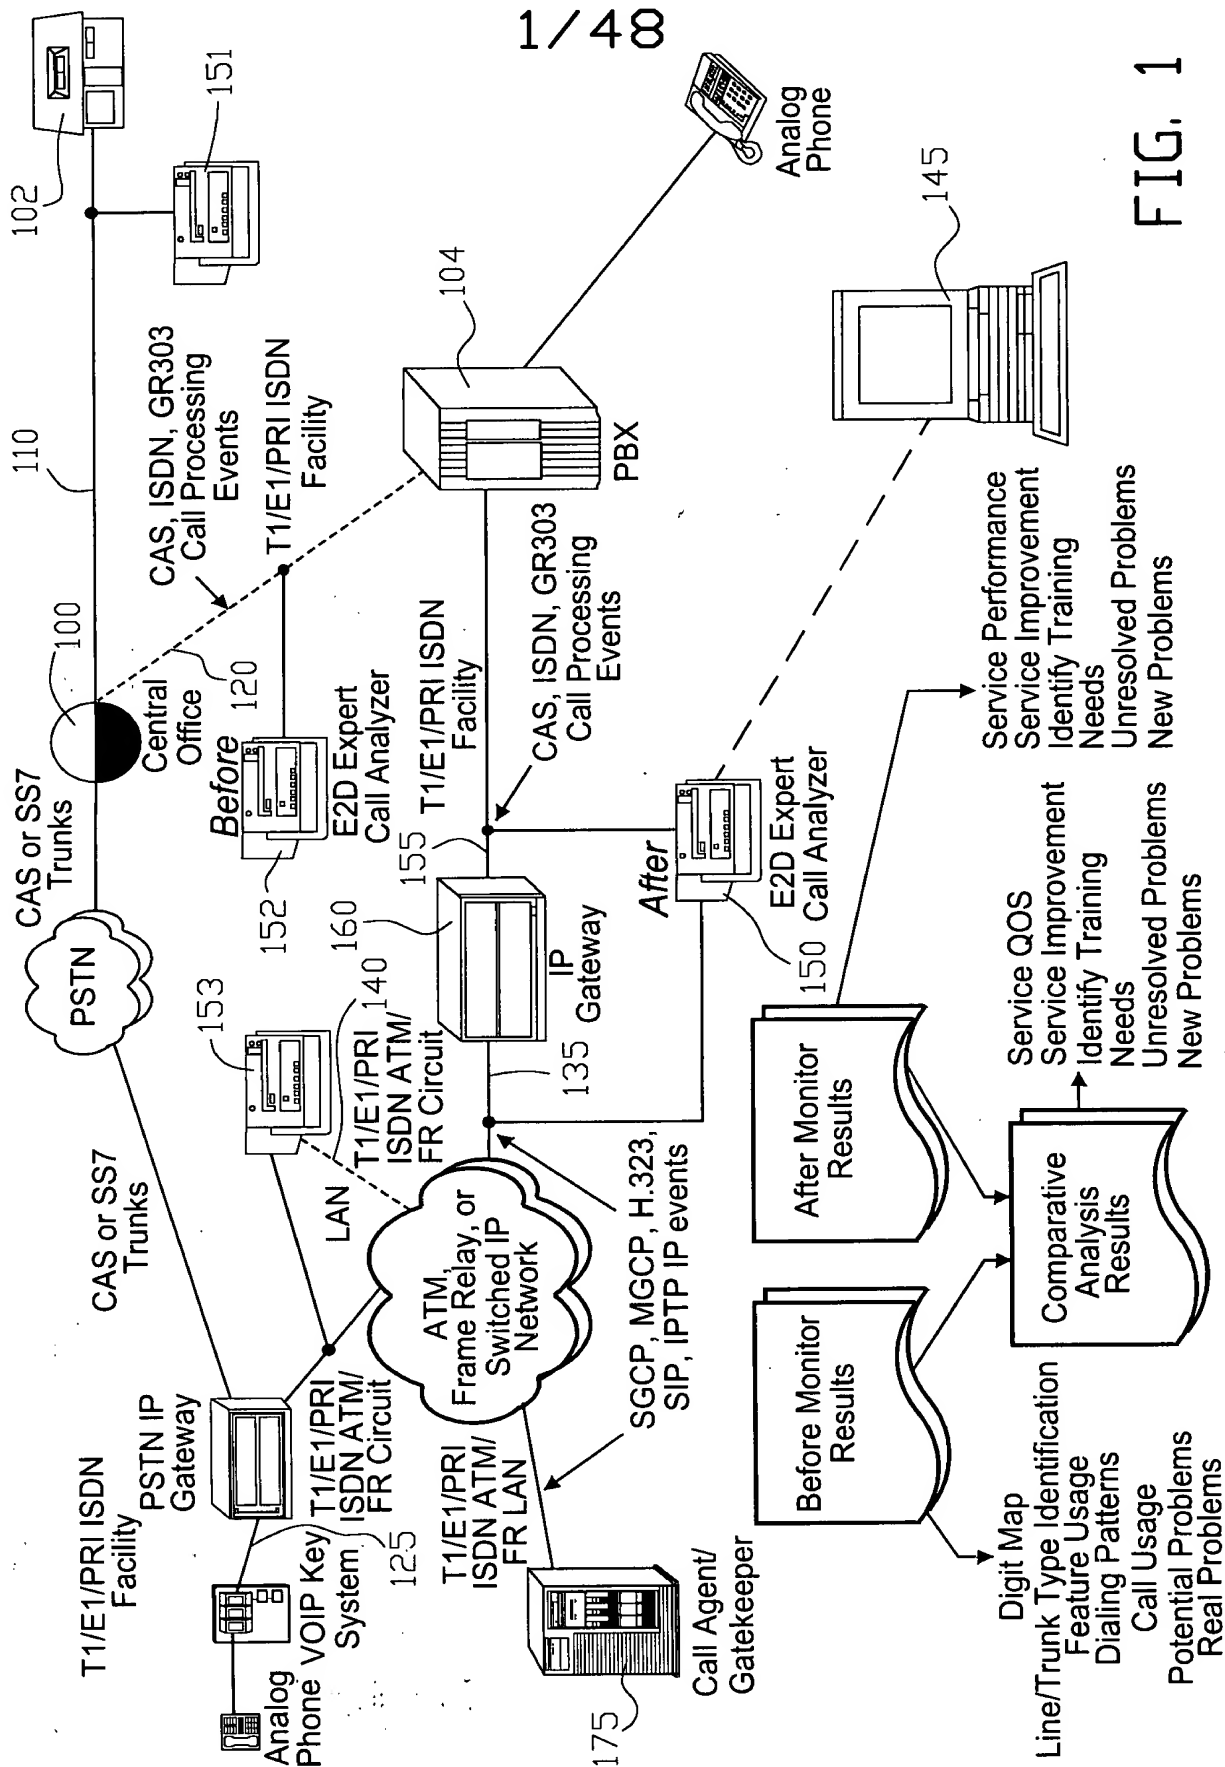 1/48
102
151
110
CAS, ISDN, GR303
Call Processing
Events
T1/E1/PRI ISDN
Facility
100
120
Central
Office
CAS or SS7
Trunks
PSTN
Before
E2D Expert
Call Analyzer
152
104
PBX
Analog
Phone
145
T1/E1/PRI ISDN
Facility
CAS, ISDN, GR303
Call Processing
Events
155
160
IP
Gateway
After
E2D Expert
Call Analyzer
150
153
140
T1/E1/PRI
ISDN ATM/
FR Circuit
135
LAN
CAS or SS7
Trunks
ATM,
Frame Relay, or
Switched IP
Network
SGCP, MGCP, H.323,
SIP, IPTP IP events
T1/E1/PRI ISDN
Facility
PSTN IP
Gateway
T1/E1/PRI
ISDN ATM/
FR Circuit
125
VOIP Key
System
Analog
Phone
T1/E1/PRI
ISDN ATM/
FR LAN
Call Agent/
Gatekeeper
175
Before Monitor
Results
After Monitor
Results
Comparative
Analysis
Results
Digit Map
Line/Trunk Type Identification
Feature Usage
Dialing Patterns
Call Usage
Potential Problems
Real Problems
Service QOS
Service Improvement
Identify Training
Needs
Unresolved Problems
New Problems
Service Performance
Service Improvement
Identify Training
Needs
Unresolved Problems
New Problems
FIG. 1